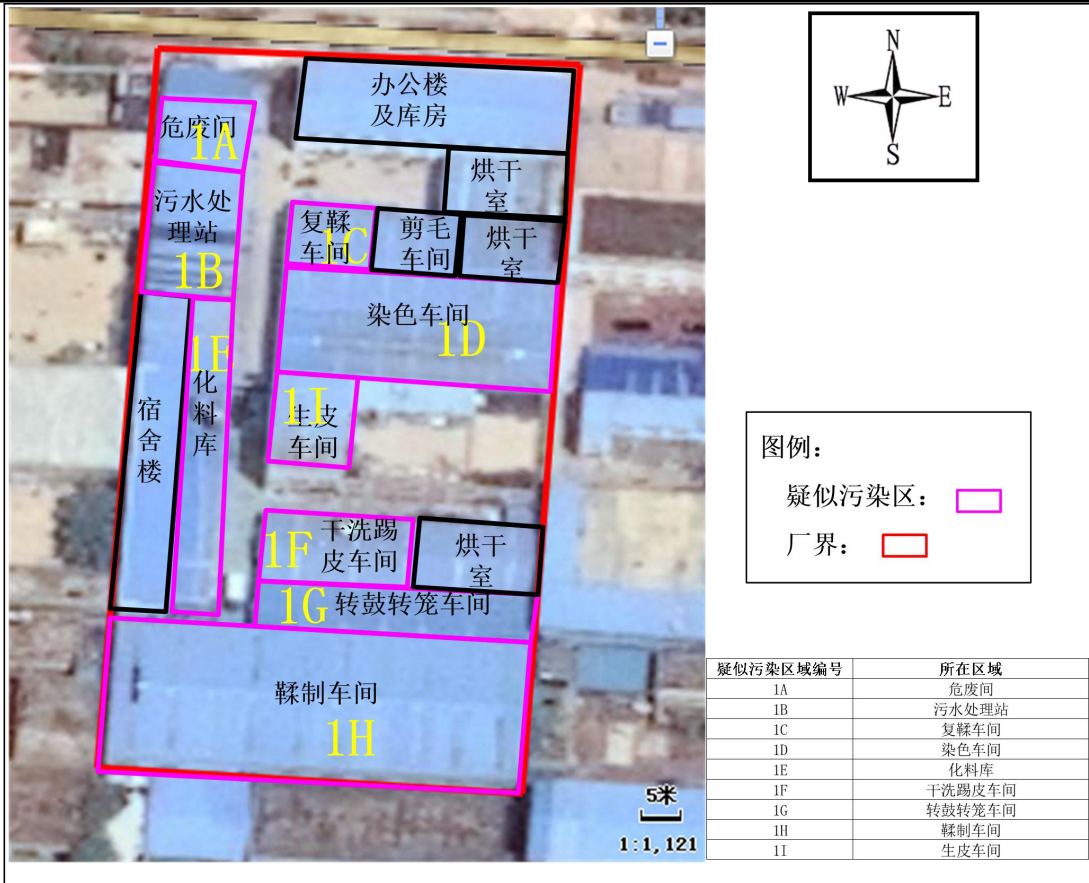 办公楼
及库房
N
W
E
S
危废间
1A
烘干
室
污水处
理站
1B
复鞣
车间
1C
剪毛
车间
烘干
室
染色车间
1D
1E
化
料
库
宿
舍
楼
1I
生皮
车间
图例：
疑似污染区：
厂界：
1F
干洗踢
皮车间
烘干
室
1G
转鼓转笼车间
鞣制车间
1H
5米
1:1,121
疑似污染区域编号 所在区域
1A 危废间
1B 污水处理站
1C 复鞣车间
1D 染色车间
1E 化料库
1F 干洗踢皮车间
1G 转鼓转笼车间
1H 鞣制车间
1I 生皮车间